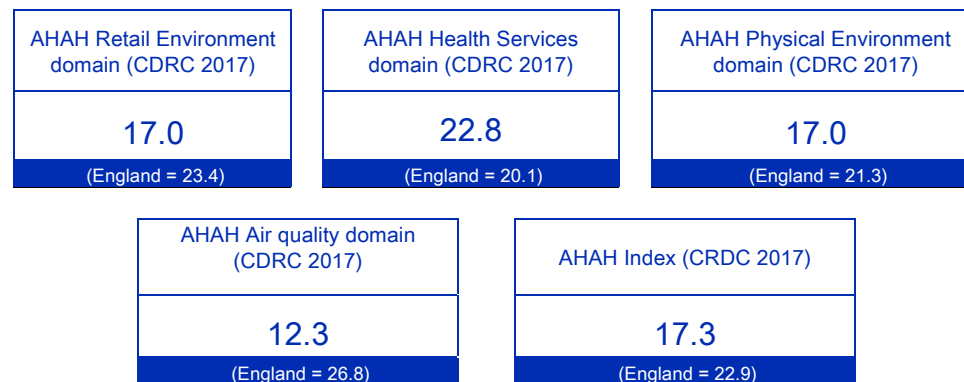 AHAH Retail Environment
domain (CDRC 2017)
17.0
(England = 23.4)
AHAH Health Services
domain (CDRC 2017)
22.8
(England = 20.1)
AHAH Physical Environment
domain (CDRC 2017)
17.0
(England = 21.3)
AHAH Air quality domain
(CDRC 2017)
12.3
(England = 26.8)
AHAH Index (CRDC 2017)
17.3
(England = 22.9)